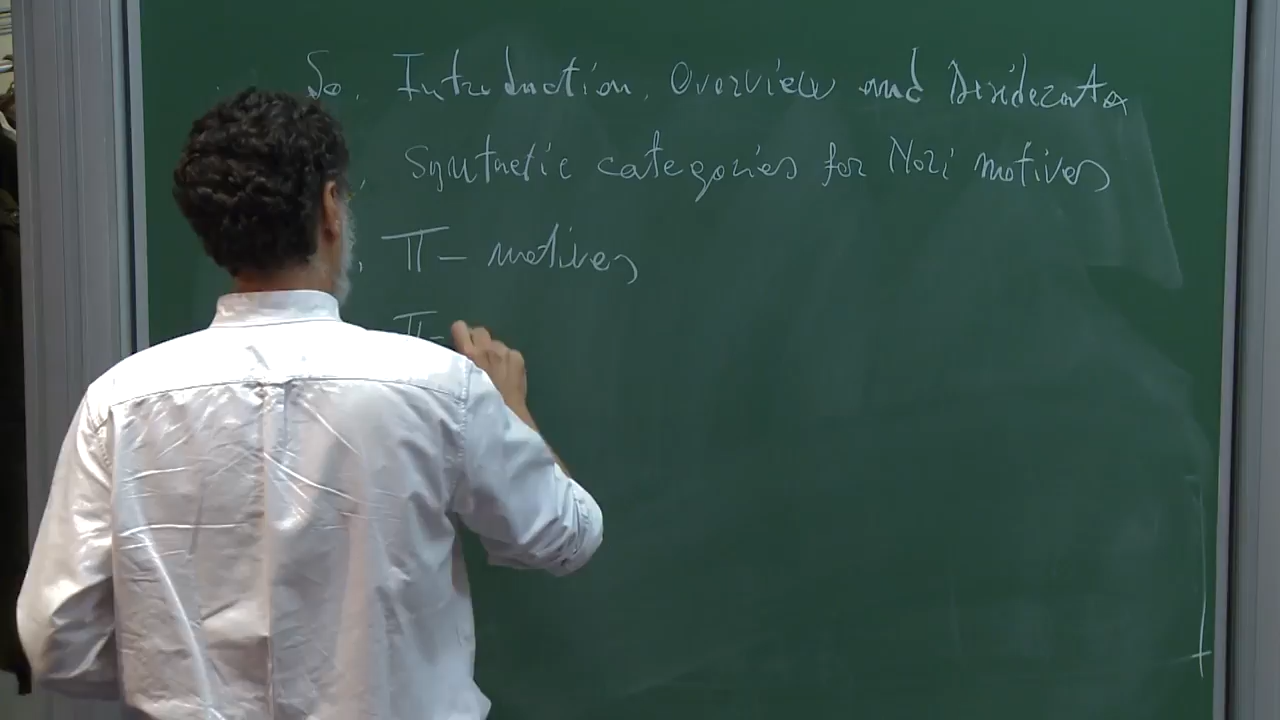 So. Introduction, Overview and Desiderata
, Syntactic categories for Nori motives
. Π- motives
Π-